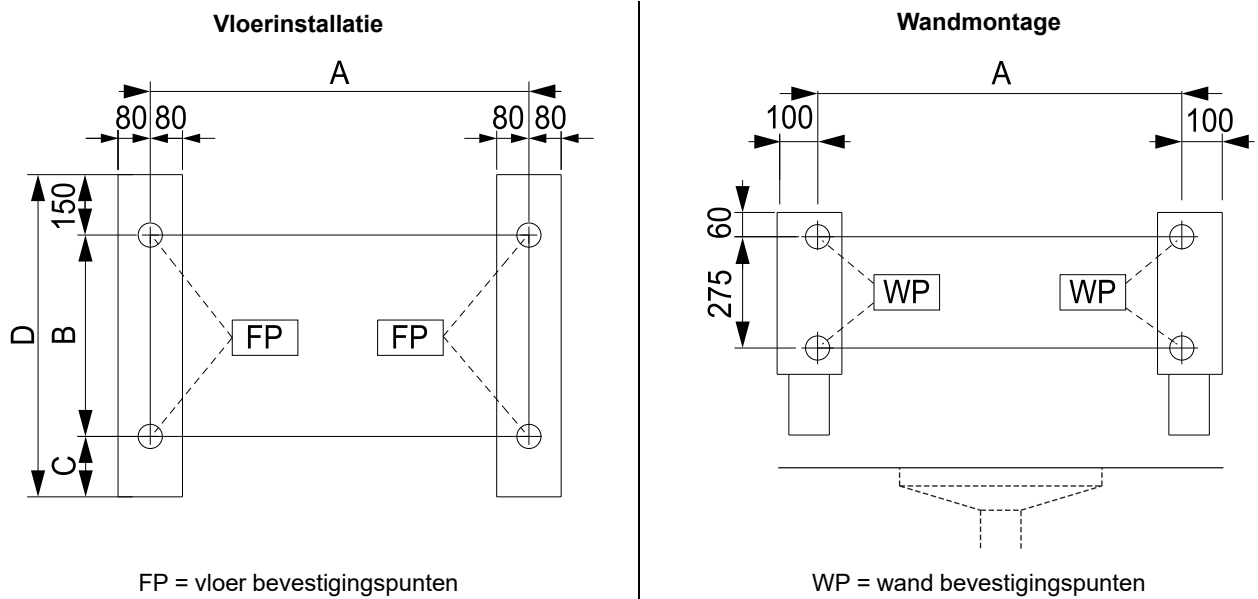 Vloerinstallatie
A
80 80
80 80
150
B
D
C
FP
FP
FP = vloer bevestigingspunten
Wandmontage
A
100
100
60
275
WP
WP
WP = wand bevestigingspunten